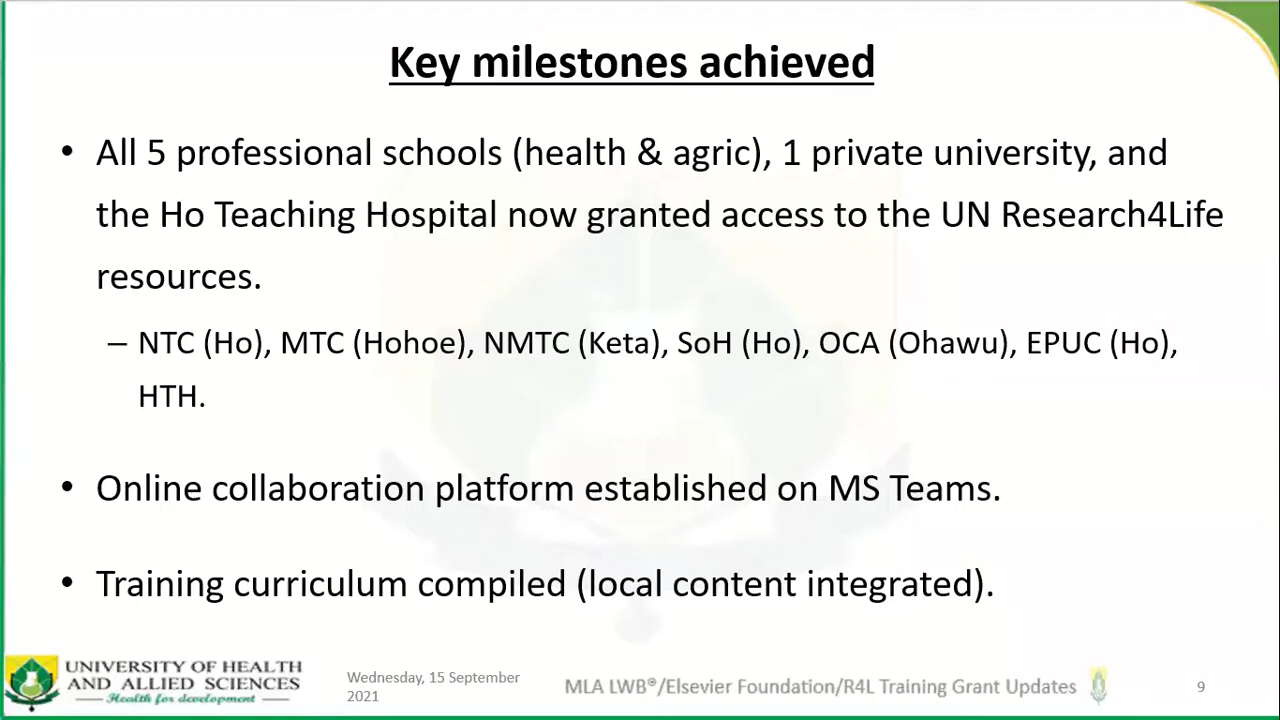 Key milestones achieved
• All 5 professional schools (health & agric), 1 private university, and
the Ho Teaching Hospital now granted access to the UN Research4Life
resources.
– NTC (Ho), MTC (Hohoe), NMTC (Keta), SoH (Ho), OCA (Ohawu), EPUC (Ho),
HTH.
• Online collaboration platform established on MS Teams.
• Training curriculum compiled (local content integrated).
UNIVERSITY OF HEALTH
AND ALLIED SCIENCES
Health for development
Wednesday, 15 September
2021
MLA LWB®/Elsevier Foundation/R4L Training Grant Updates
9